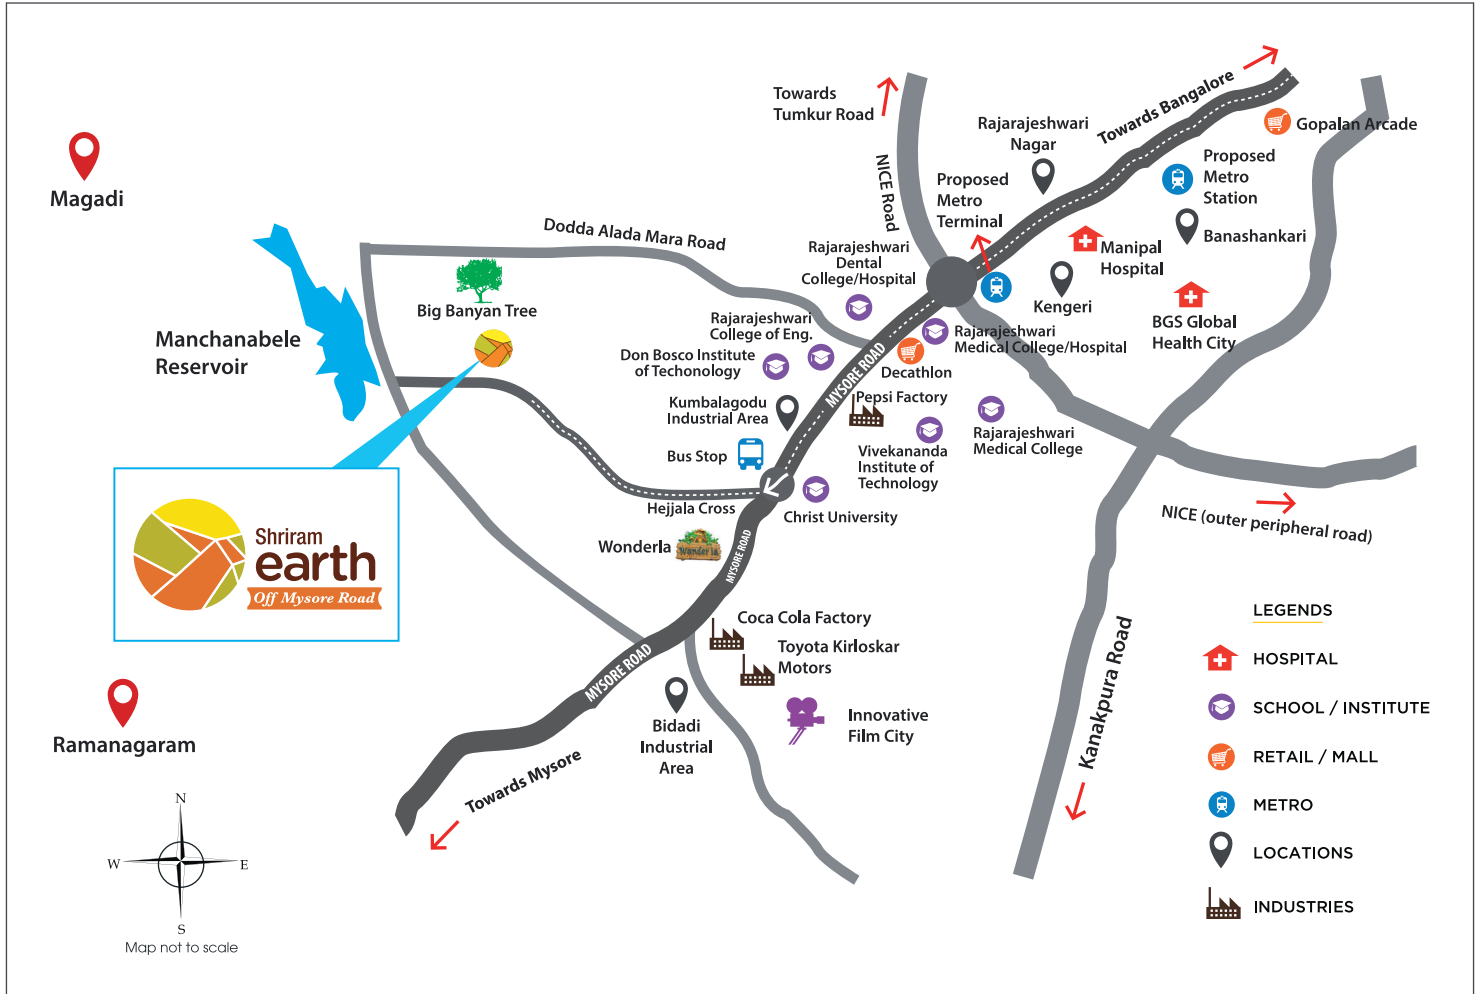 Towards
Tumkur Road
NICE Road
Rajarajeshwari
Nagar
Towards Bangalore
Gopalan Arcade
Proposed
Metro
Station
Proposed
Metro
Terminal
Banashankari
Manipal
Hospital
Kengeri
BGS Global
Health City
Magadi
Dodda Alada Mara Road
Rajarajeshwari
Dental
College/Hospital
Big Banyan Tree
Manchanabele
Reservoir
Rajarajeshwari
College of Eng.
Don Bosco Institute
of Techonology
Rajarajeshwari
Medical College/Hospital
Decathlon
MYSORE ROAD
Pepsi Factory
Kumbalagodu
Industrial Area
Rajarajeshwari
Medical College
Vivekananda
Institute of
Technology
Bus Stop
Hejjala Cross
Christ University
NICE (outer peripheral road)
Wonderla
Wonder la
MYSORE ROAD
Shriram
earth
Off Mysore Road
Coca Cola Factory
Toyota Kirloskar
Motors
MYSORE ROAD
Innovative
Film City
Bidadi
Industrial
Area
Towards Mysore
Kanakpura Road
Ramanagaram
N
W
E
S
Map not to scale
LEGENDS
HOSPITAL
SCHOOL / INSTITUTE
RETAIL / MALL
METRO
LOCATIONS
INDUSTRIES